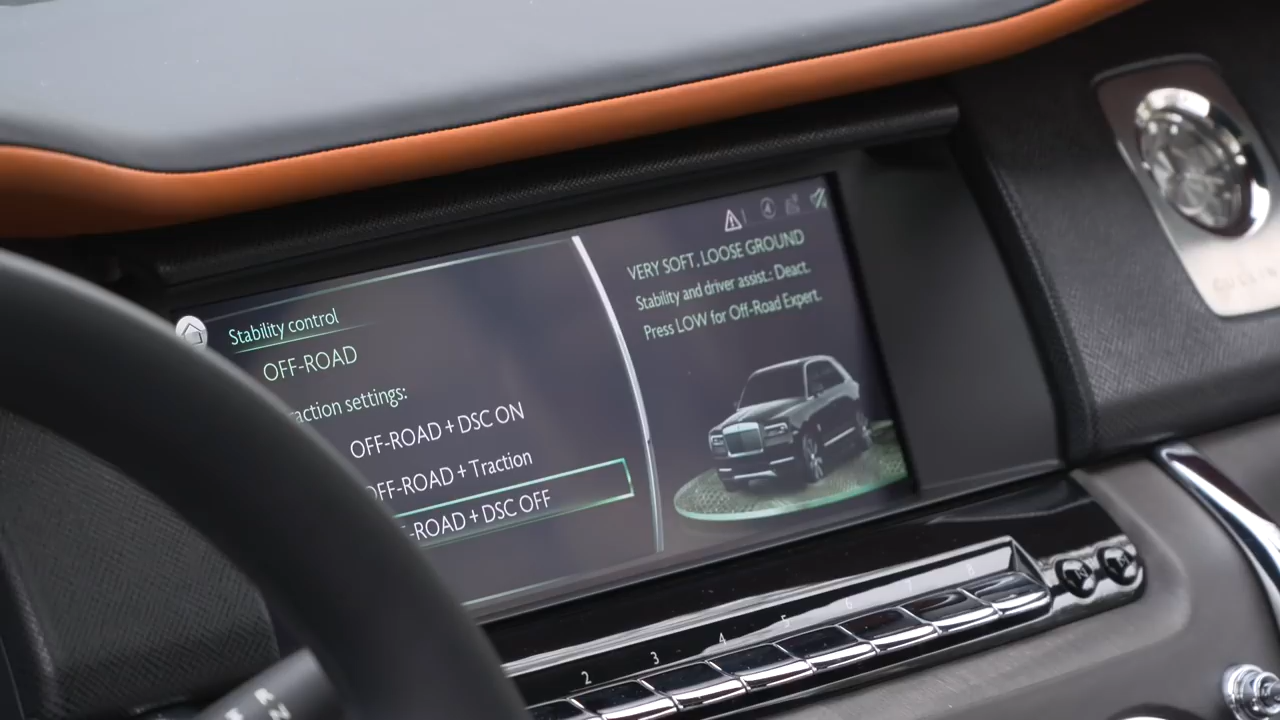 Stability control
OFF-ROAD
action settings:
OFF-ROAD + DSC ON
OFF-ROAD + Traction
-ROAD + DSC OFF
VERY SOFT, LOOSE GROUND
Stability and driver assist.: Deact.
Press LOW for Off-Road Expert.
2 3 4 5 6 7 8
R
N